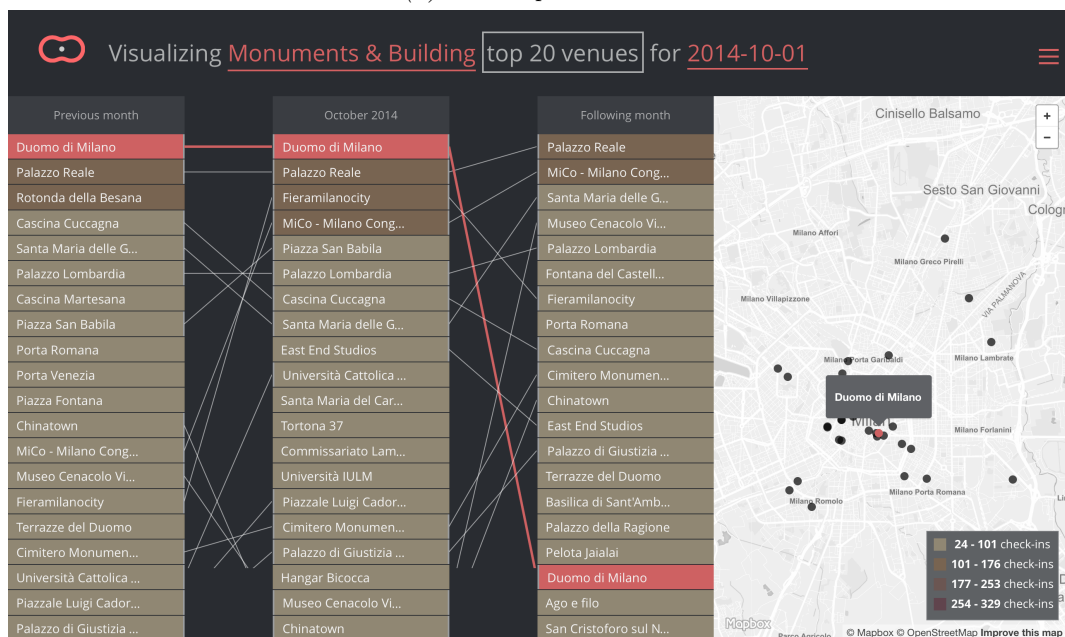 Visualizing Monuments & Building top 20 venues for 2014-10-01
Previous month
Duomo di Milano
Palazzo Reale
Rotonda della Besana
Cascina Cuccagna
Santa Maria delle G...
Palazzo Lombardia
Cascina Martesana
Piazza San Babila
Porta Romana
Porta Venezia
Piazza Fontana
Chinatown
MiCo - Milano Cong...
Museo Cenacolo Vi...
Fieramilanocity
Terrazze del Duomo
Cimitero Monumen...
Università Cattolica ...
Piazzale Luigi Cador...
Palazzo di Giustizia ...
October 2014
Duomo di Milano
Palazzo Reale
Fieramilanocity
MiCo - Milano Cong...
Piazza San Babila
Palazzo Lombardia
Cascina Cuccagna
Santa Maria delle G...
East End Studios
Università Cattolica ...
Santa Maria del Car...
Tortona 37
Commissariato Lam...
Università IULM
Piazzale Luigi Cador...
Cimitero Monumen...
Palazzo di Giustizia ...
Hangar Bicocca
Museo Cenacolo Vi...
Chinatown
Following month
Palazzo Reale
MiCo - Milano Cong...
Santa Maria delle G...
Museo Cenacolo Vi...
Palazzo Lombardia
Fontana del Castell...
Fieramilanocity
Porta Romana
Cascina Cuccagna
Cimitero Monumen...
Chinatown
East End Studios
Palazzo di Giustizia ...
Terrazze del Duomo
Basilica di Sant'Amb...
Palazzo della Ragione
Pelota Jaialai
Duomo di Milano
Ago e filo
San Cristoforo sul N...
Cinisello Balsamo
+
-
Sesto San Giovanni
Cologn
Milano Affori
Milano Greco Pirelli
VIA PALMANOVA
Milano Villapizzone
Milano Porta Garibaldi
Milano Lambrate
Duomo di Milano
Milan
Milano Forlanini
Milano Porta Romana
Milano Romolo
24 - 101 check-ins
101 - 176 check-ins
177 - 253 check-ins
254 - 329 check-ins
Mapbox
Parco Agricolo
© Mapbox © OpenStreetMap Improve this map